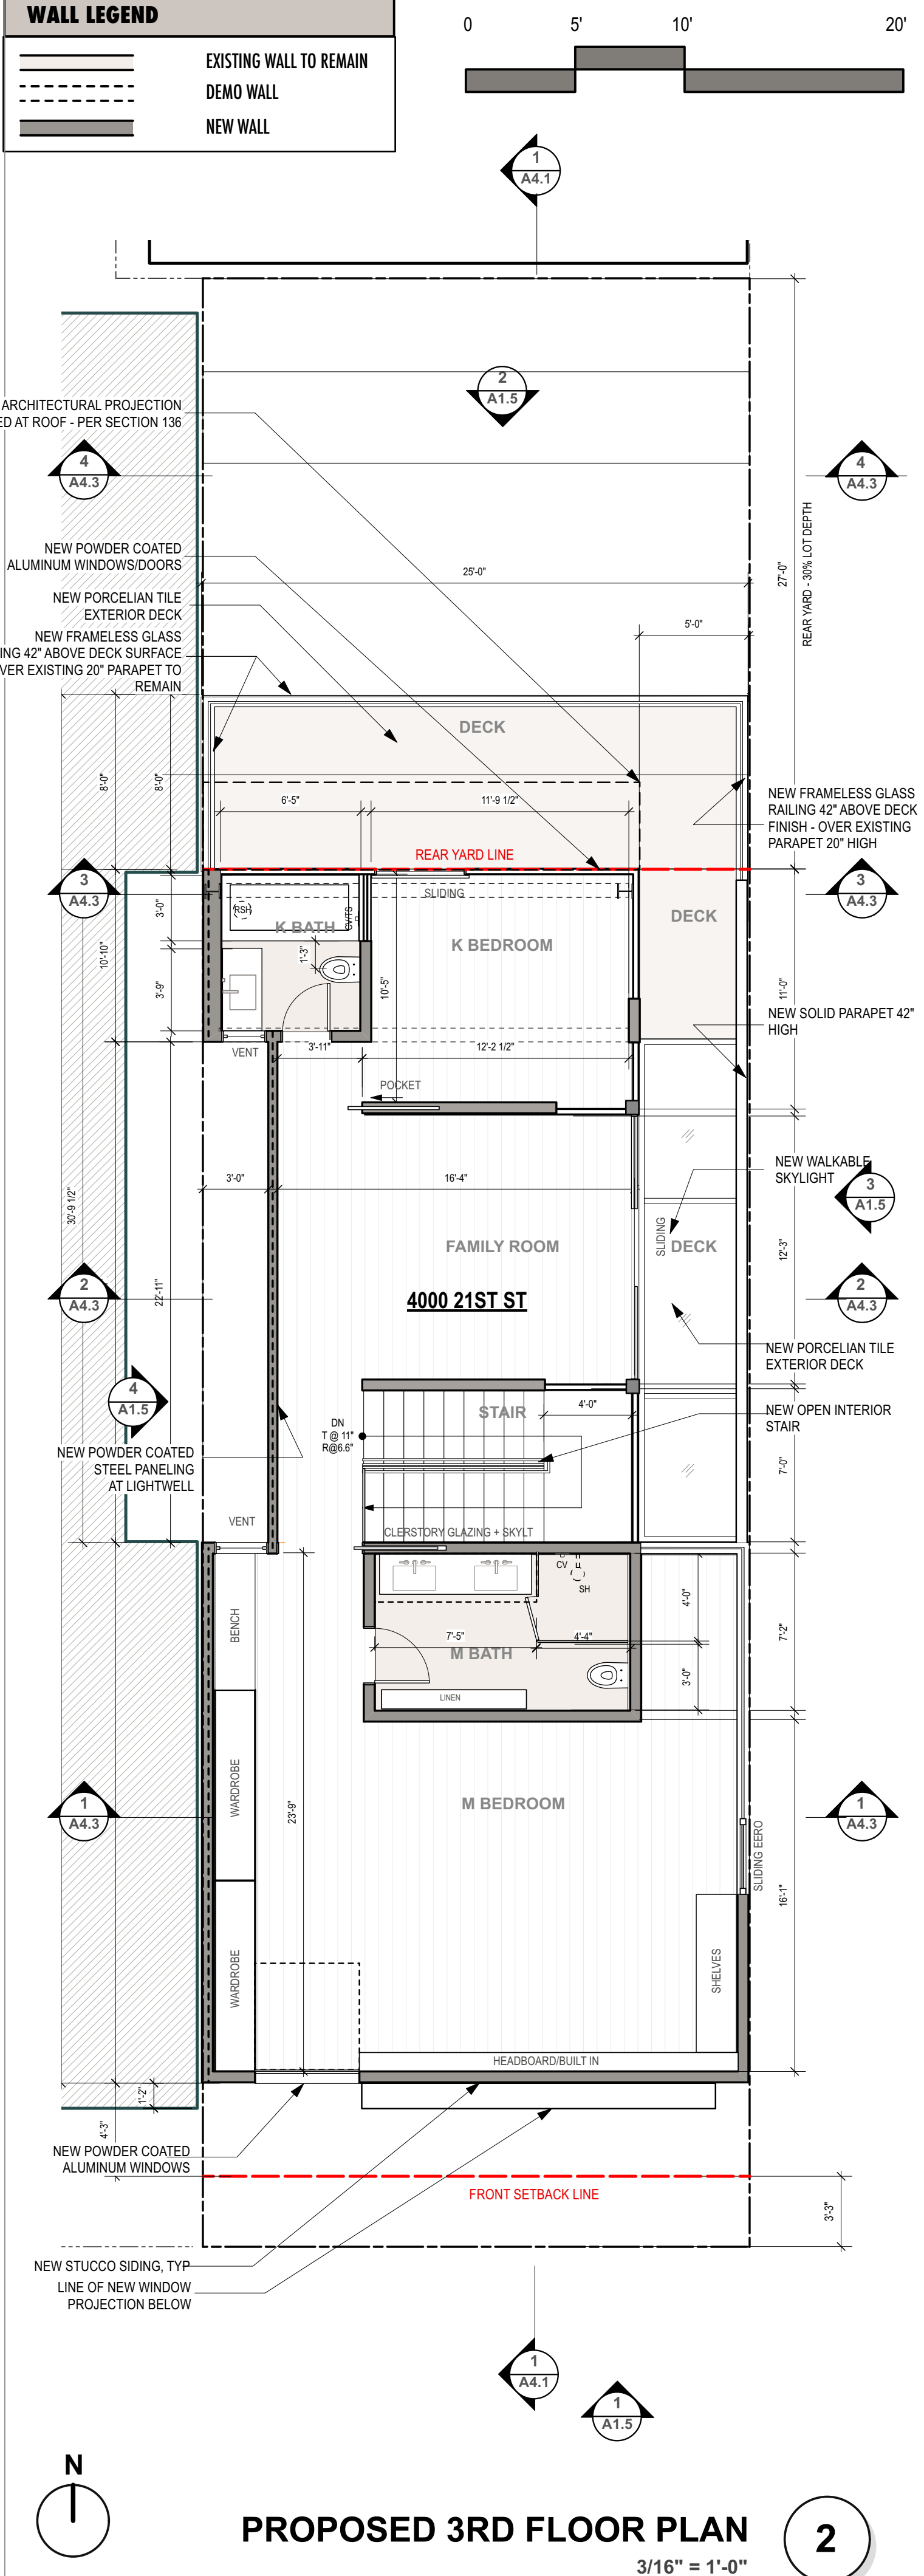 WALL LEGEND
EXISTING WALL TO REMAIN
DEMO WALL
NEW WALL
0 5' 10' 20'
1
A4.1
2
A1.5
ARCHITECTURAL PROJECTION
ED AT ROOF - PER SECTION 136
4
A4.3
4
A4.3
REAR YARD - 30% LOT DEPTH
27'-0"
NEW POWDER COATED
ALUMINUM WINDOWS/DOORS
25'-0"
NEW PORCELIAN TILE
EXTERIOR DECK
5'-0"
NEW FRAMELESS GLASS
ING 42" ABOVE DECK SURFACE
VER EXISTING 20" PARAPET TO
REMAIN
DECK
8'-0"
8'-0"
6'-5"
11'-9 1/2"
NEW FRAMELESS GLASS
RAILING 42" ABOVE DECK
FINISH - OVER EXISTING
PARAPET 20" HIGH
REAR YARD LINE
3
A4.3
3
A4.3
SLIDING
3'-0"
RSH
CV/TS
K BATH
K BEDROOM
DECK
10'-10"
1'-3"
3'-9"
10'-5"
11'-0"
NEW SOLID PARAPET 42"
HIGH
VENT
3'-11"
12'-2 1/2"
POCKET
3'-0"
16'-4"
NEW WALKABLE
SKYLIGHT
3
A1.5
30'-9 1/2"
SLIDING
FAMILY ROOM
DECK
12'-3"
22'-11"
2
A4.3
2
A4.3
4000 21ST ST
NEW PORCELIAN TILE
EXTERIOR DECK
4
A1.5
STAIR
4'-0"
NEW OPEN INTERIOR
STAIR
DN
T @ 11"
R@6.6"
7'-0"
NEW POWDER COATED
STEEL PANELING
AT LIGHTWELL
VENT
CLERSTORY GLAZING + SKYLT
CV
SH
BENCH
4'-0"
7'-2"
7'-5"
4'-4"
M BATH
3'-0"
LINEN
WARDROBE
M BEDROOM
1
A4.3
1
A4.3
23'-9"
SLIDING EERO
16'-1"
WARDROBE
SHELVES
HEADBOARD/BUILT IN
1'-2"
4'-3"
NEW POWDER COATED
ALUMINUM WINDOWS
FRONT SETBACK LINE
3'-3"
NEW STUCCO SIDING, TYP
LINE OF NEW WINDOW
PROJECTION BELOW
1
A4.1
1
A1.5
N
PROPOSED 3RD FLOOR PLAN
2
3/16" = 1'-0"